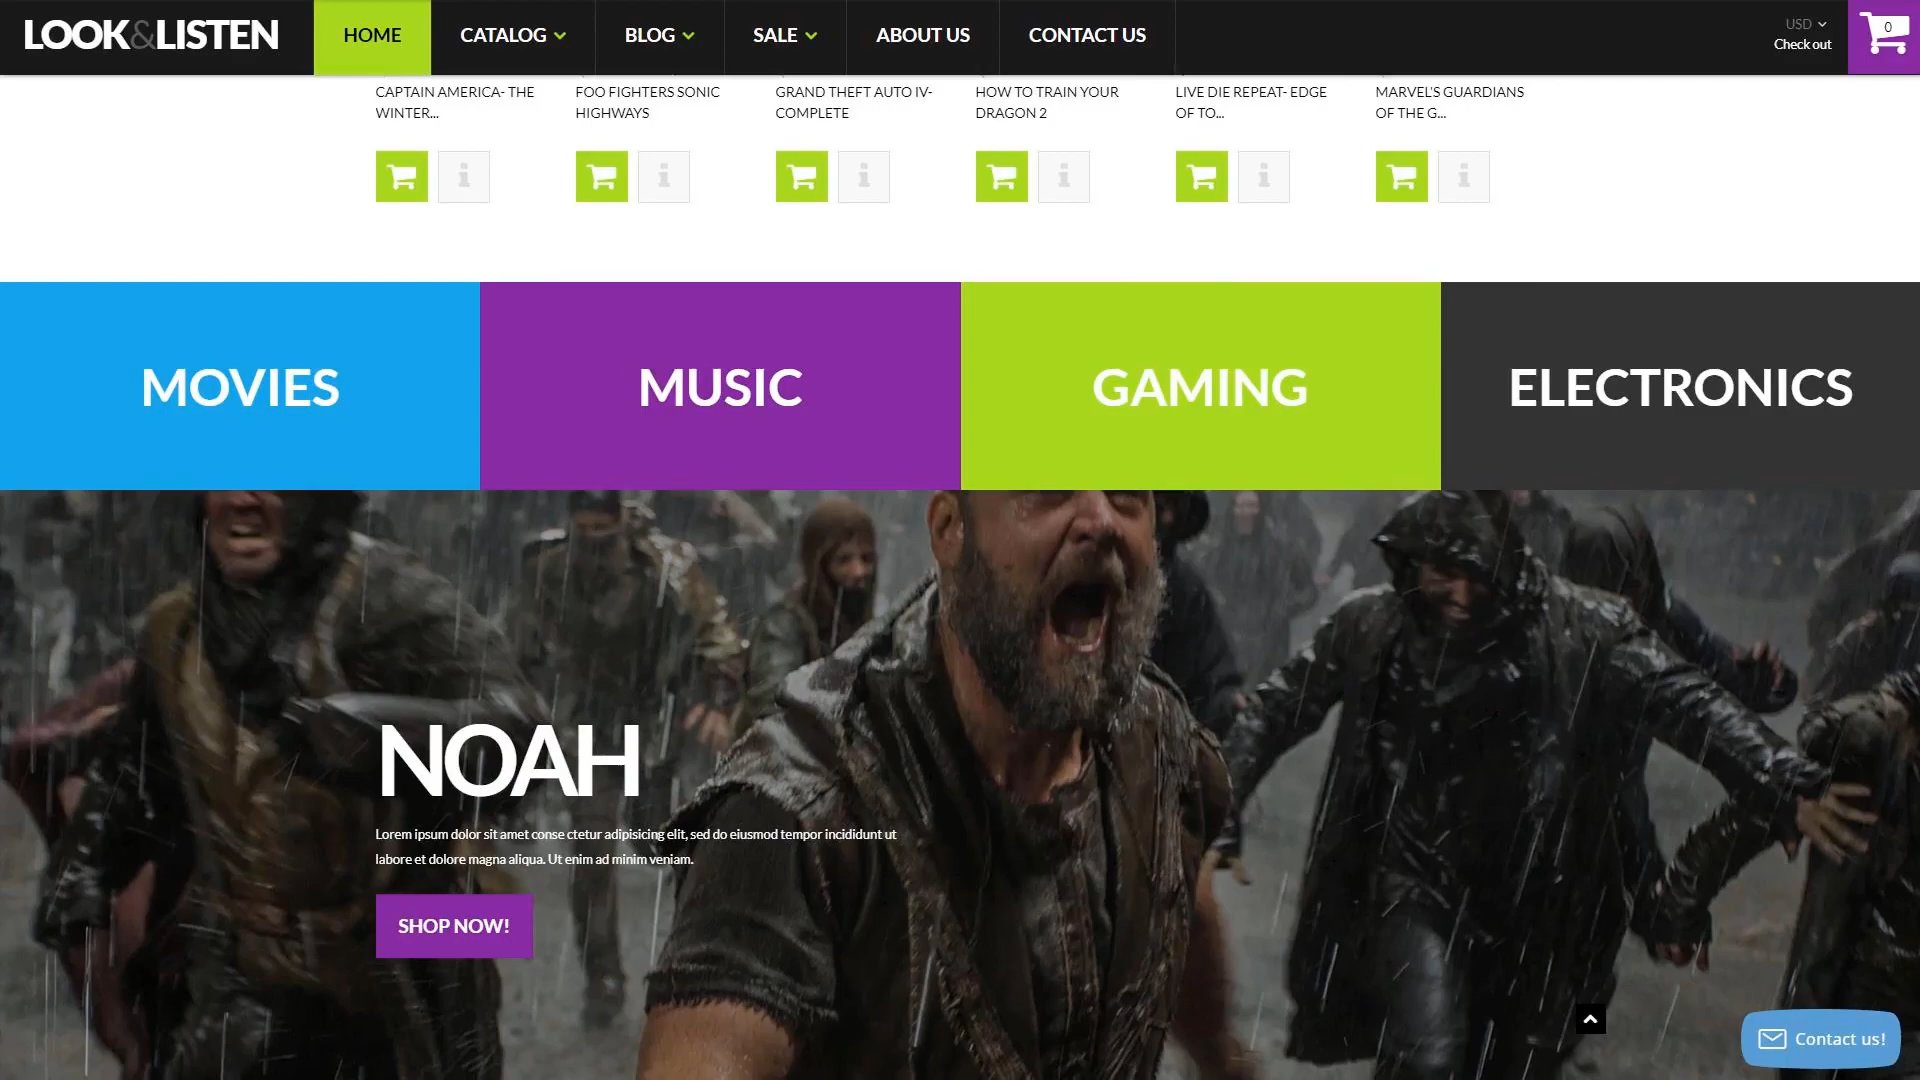 LOOK&LISTEN
HOME
CATALOG
BLOG
SALE
ABOUT US
CONTACT US
USD
Check out
0
CAPTAIN AMERICA- THE
WINTER...
FOO FIGHTERS SONIC
HIGHWAYS
GRAND THEFT AUTO IV-
COMPLETE
HOW TO TRAIN YOUR
DRAGON 2
LIVE DIE REPEAT- EDGE
OF TO...
MARVEL'S GUARDIANS
OF THE G...
MOVIES
MUSIC
GAMING
ELECTRONICS
NOAH
Lorem ipsum dolor sit amet conse ctetur adipisicing elit, sed do eiusmod tempor incididunt ut
labore et dolore magna aliqua. Ut enim ad minim veniam.
SHOP NOW!
Contact us!